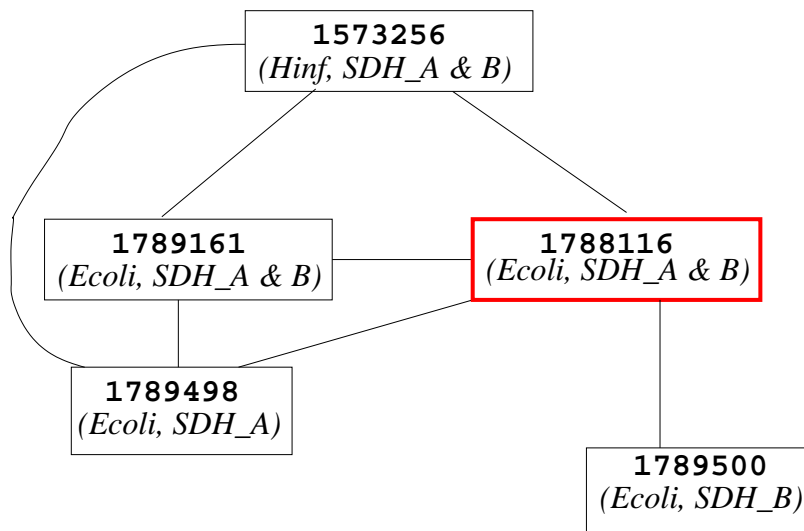 1573256
(Hinf, SDH_A & B)
1789161
(Ecoli, SDH_A & B)
1788116
(Ecoli, SDH_A & B)
1789498
(Ecoli, SDH_A)
1789500
(Ecoli, SDH_B)